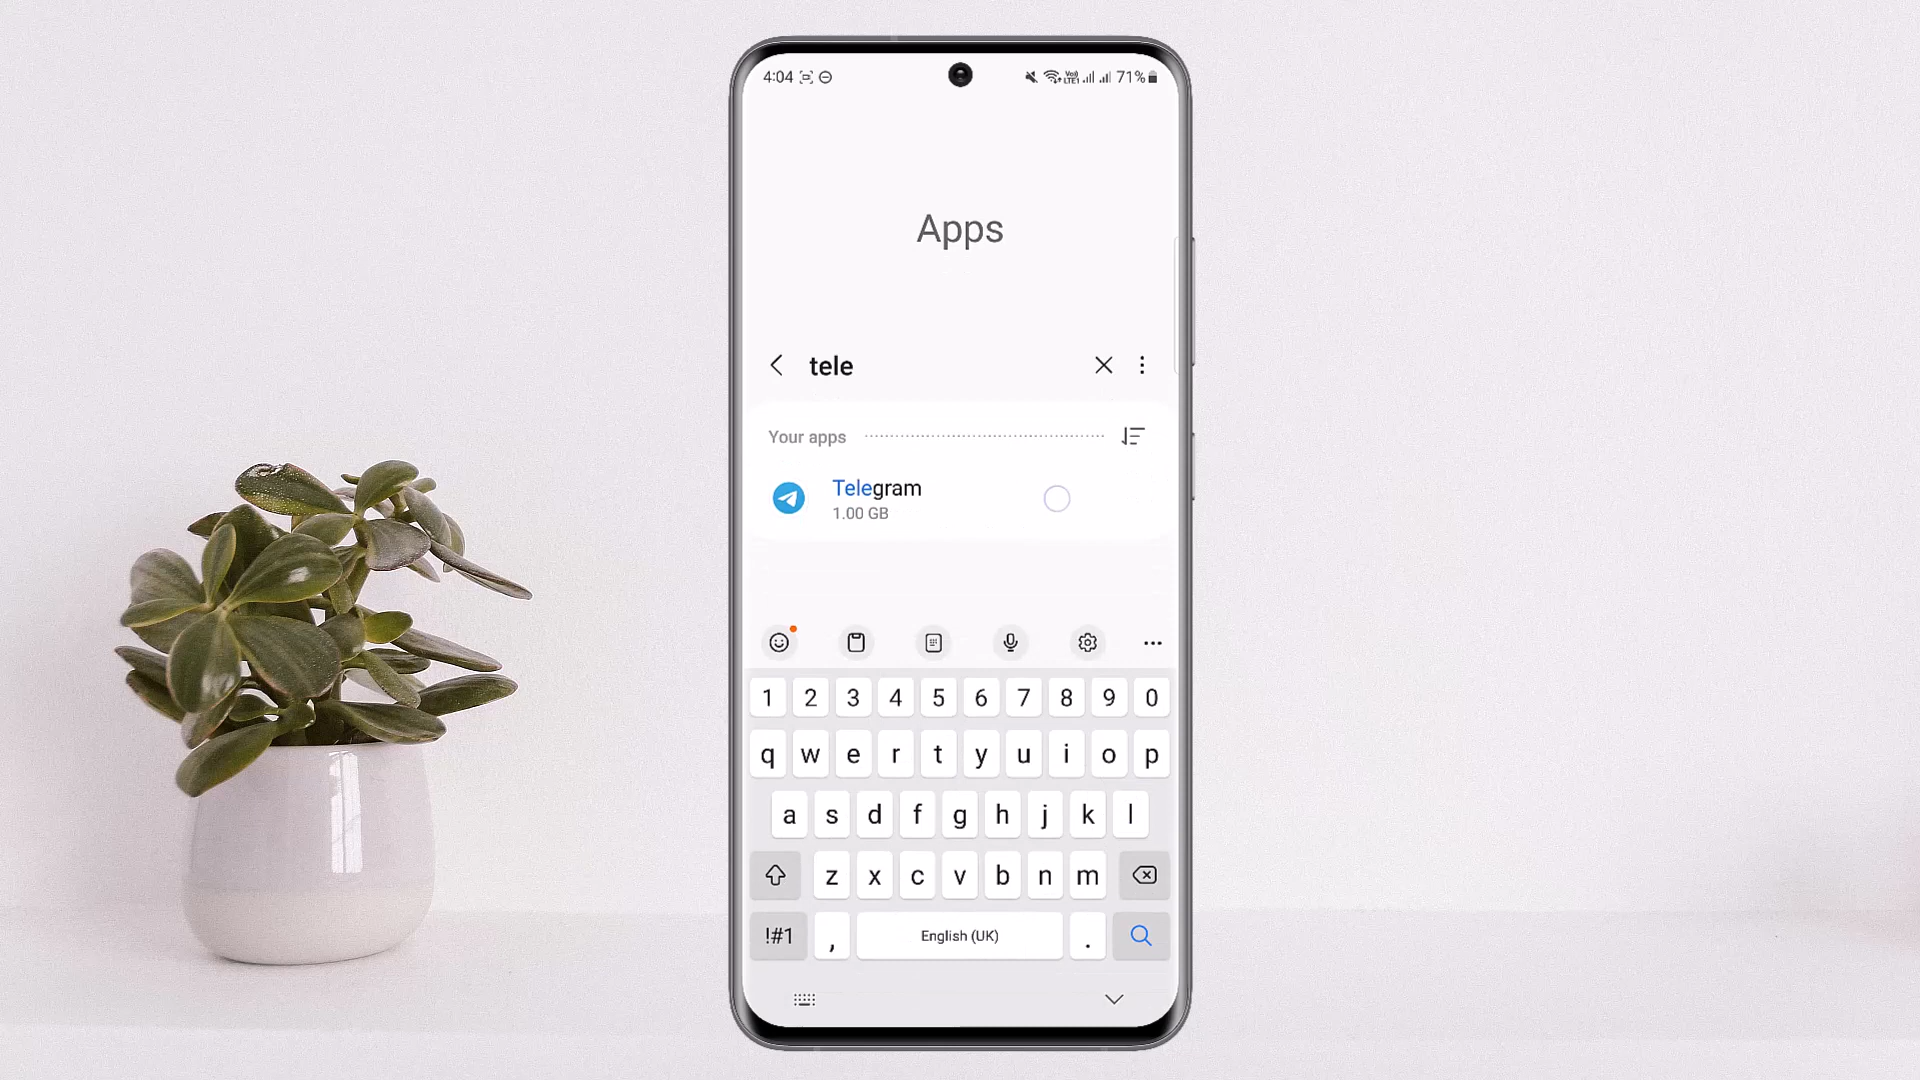 4:04 71%
Apps
tele
Your apps
Telegram
1.00 GB
1 2 3 4 5 6 7 8 9 0
q w e r t y u i o p
a s d f g h j k l
z x c v b n m
!#1 , English (UK) .